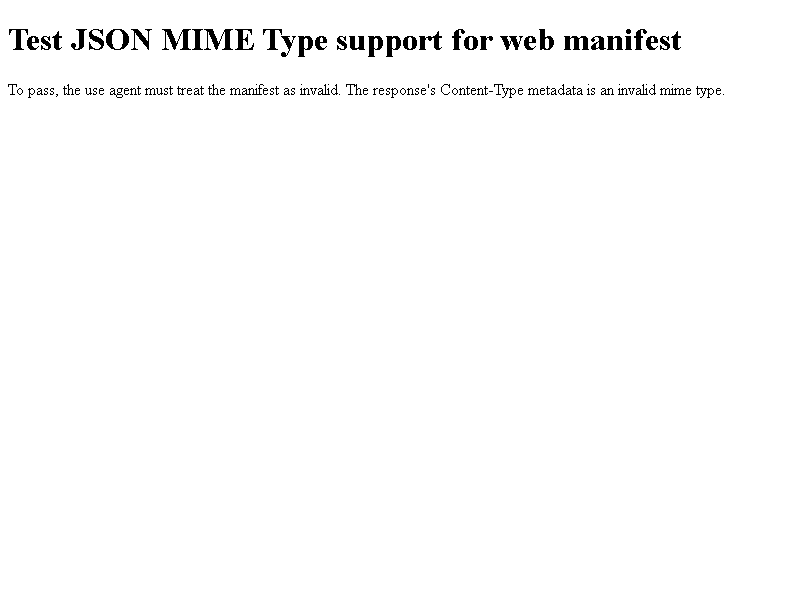 Test JSON MIME Type support for web manifest
To pass, the use agent must treat the manifest as invalid. The response's Content-Type metadata is an invalid mime type.